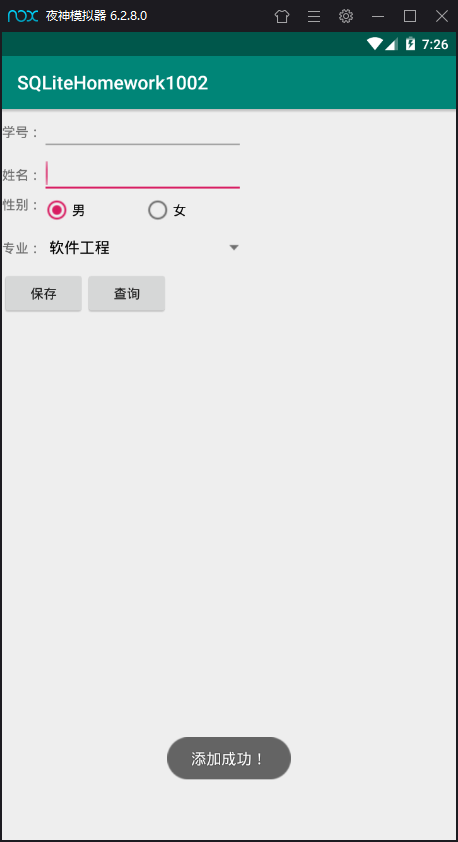 nox 夜神模拟器 6.2.8.0
7:26
SQLiteHomework1002
学号：
姓名：
性别： 男 女
专业： 软件工程
保存 查询
添加成功！